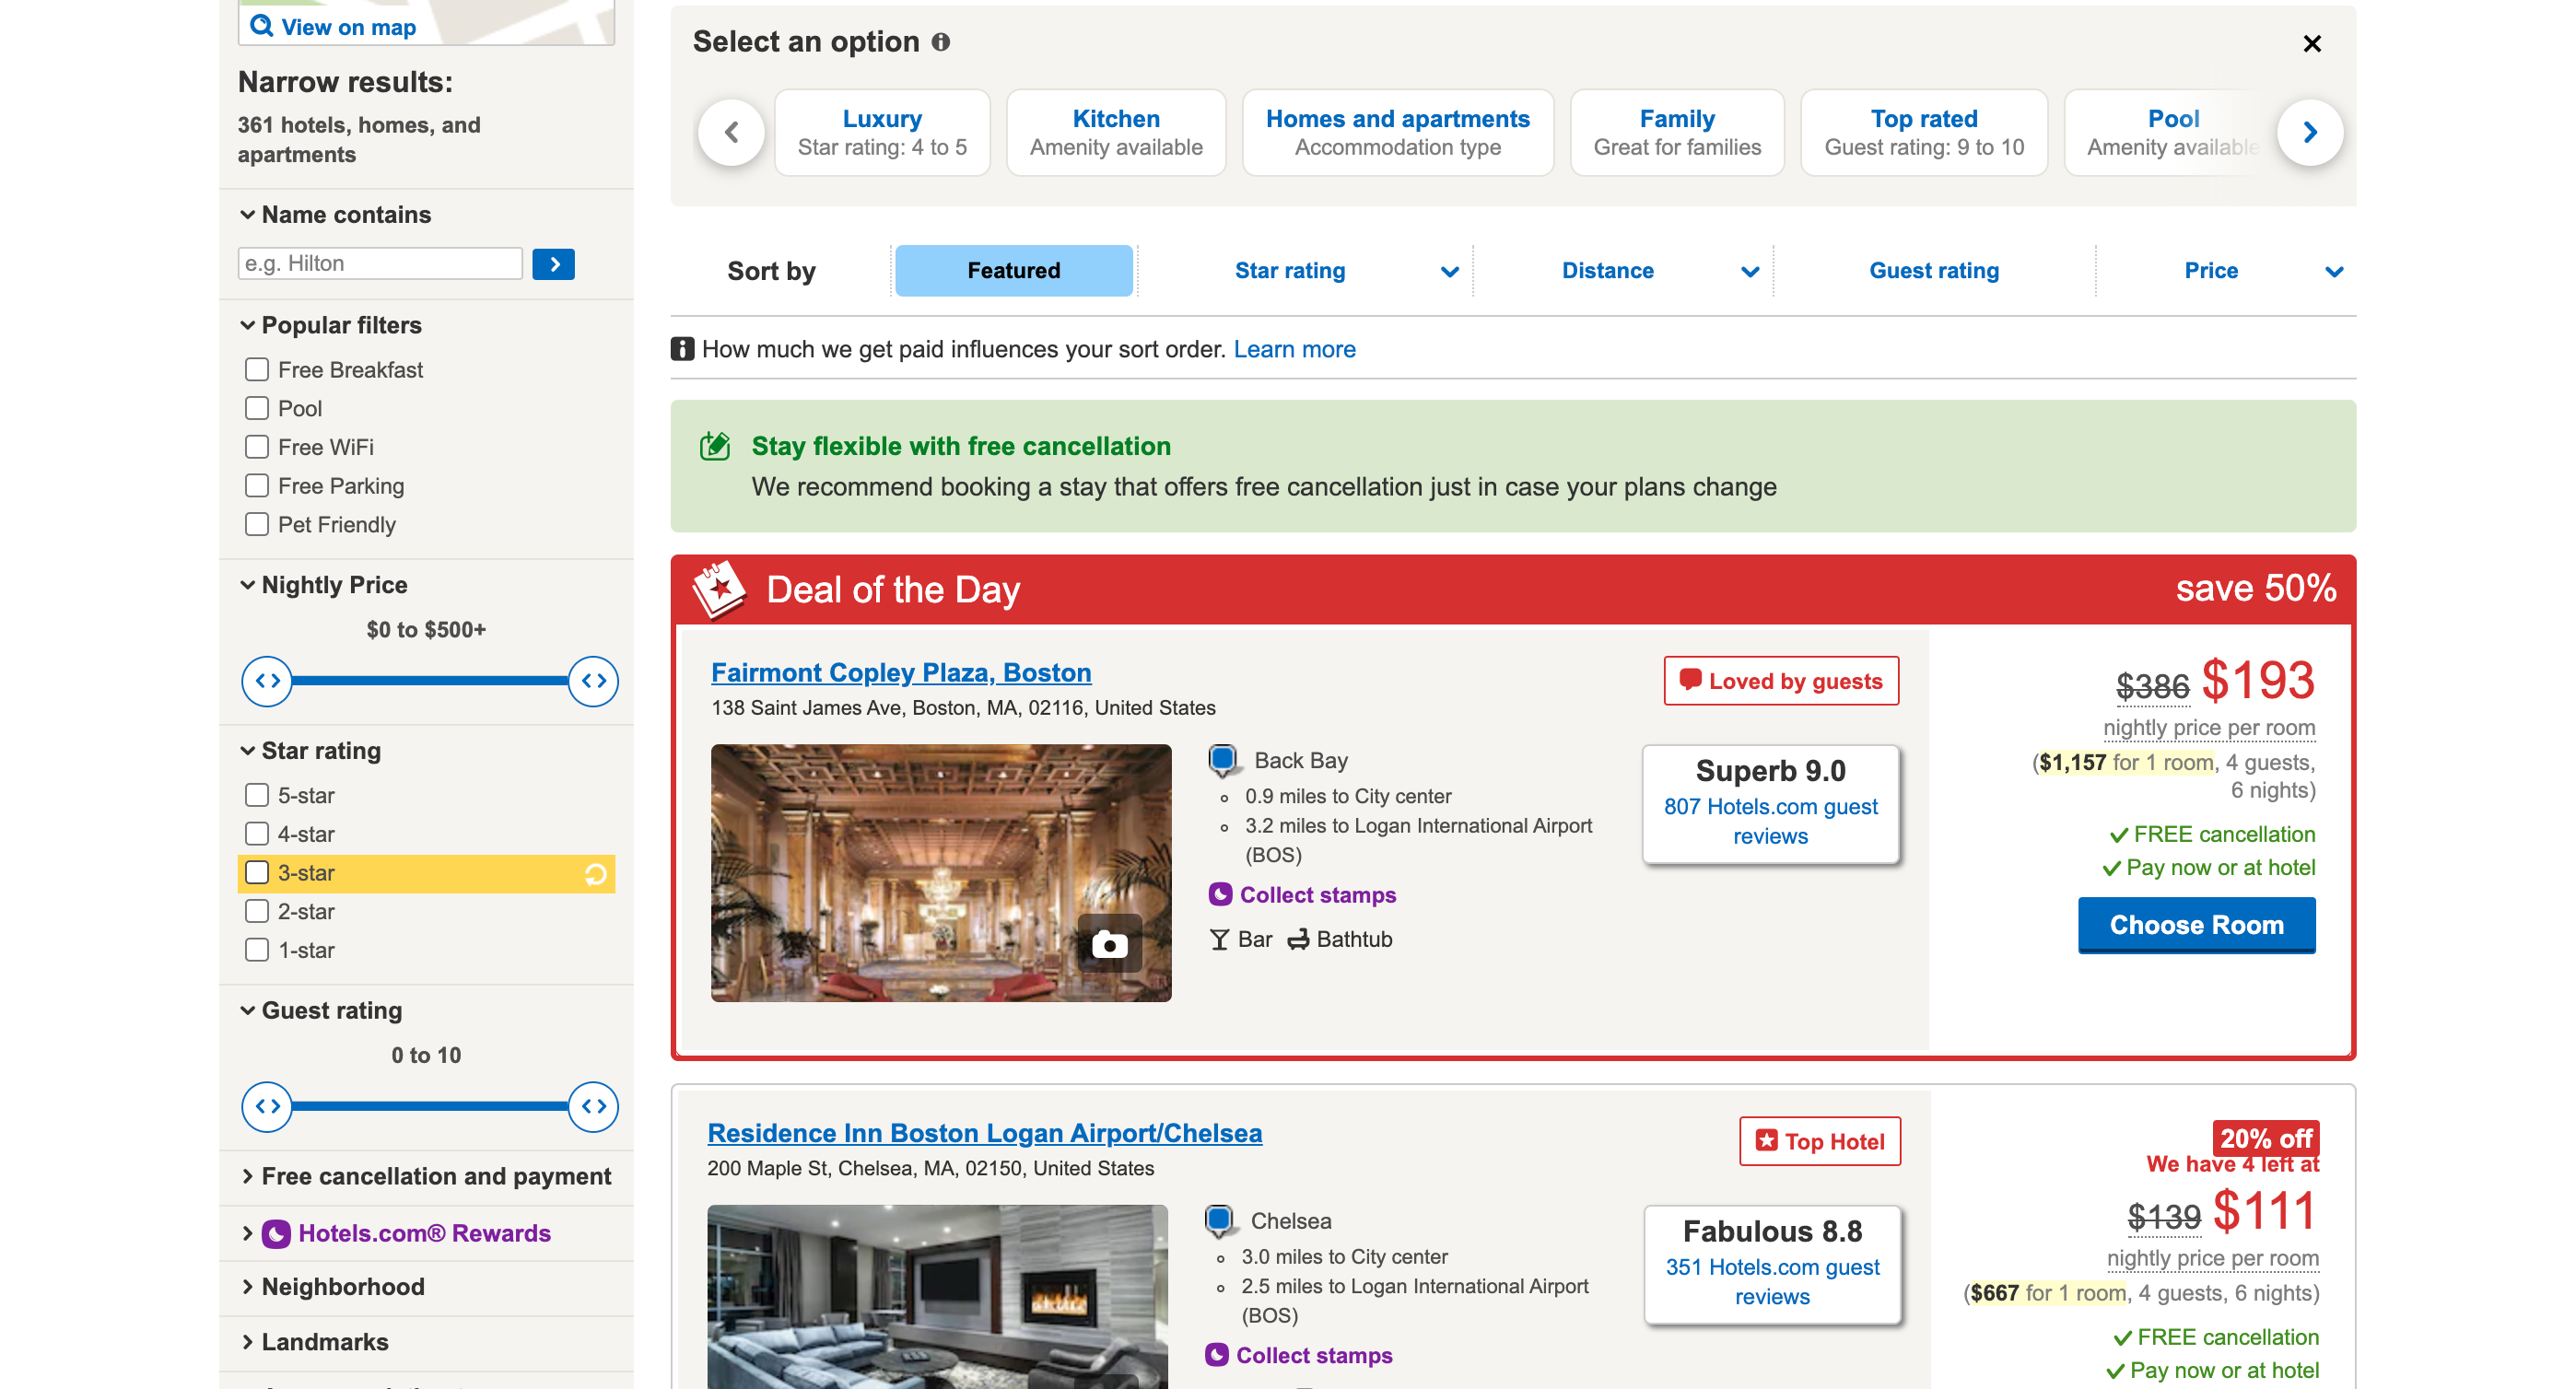 View on map
Narrow results:
361 hotels, homes, and
apartments
Name contains
e.g. Hilton
Popular filters
Free Breakfast
Pool
Free WiFi
Free Parking
Pet Friendly
Nightly Price
$0 to $500+
Star rating
5-star
4-star
3-star
2-star
1-star
Guest rating
0 to 10
Free cancellation and payment
Hotels.com® Rewards
Neighborhood
Landmarks
Select an option
Luxury
Star rating: 4 to 5
Kitchen
Amenity available
Homes and apartments
Accommodation type
Family
Great for families
Top rated
Guest rating: 9 to 10
Pool
Amenity available
Sort by Featured Star rating Distance Guest rating Price
How much we get paid influences your sort order. Learn more
Stay flexible with free cancellation
We recommend booking a stay that offers free cancellation just in case your plans change
Deal of the Day save 50%
Fairmont Copley Plaza, Boston
138 Saint James Ave, Boston, MA, 02116, United States
Back Bay
0.9 miles to City center
3.2 miles to Logan International Airport
(BOS)
Collect stamps
Bar Bathtub
Loved by guests
Superb 9.0
807 Hotels.com guest
reviews
$386 $193
nightly price per room
($1,157 for 1 room, 4 guests,
6 nights)
FREE cancellation
Pay now or at hotel
Choose Room
Residence Inn Boston Logan Airport/Chelsea
200 Maple St, Chelsea, MA, 02150, United States
Chelsea
3.0 miles to City center
2.5 miles to Logan International Airport
(BOS)
Collect stamps
Top Hotel
Fabulous 8.8
351 Hotels.com guest
reviews
20% off
We have 4 left at
$139 $111
nightly price per room
($667 for 1 room, 4 guests, 6 nights)
FREE cancellation
Pay now or at hotel